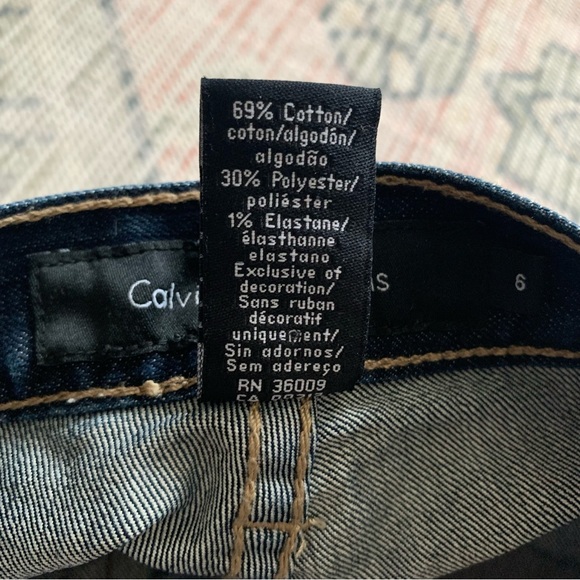 69% Cotton/
coton/algodón/
algodão
30% Polyester/
poliéster
1% Elastane/
élasthanne
elastano
Exclusive of
decoration/
Sans ruban
décoratif
uniquement/
Sin adornos/
Sem adereço
RN 36009
CA
Calvi
S 6